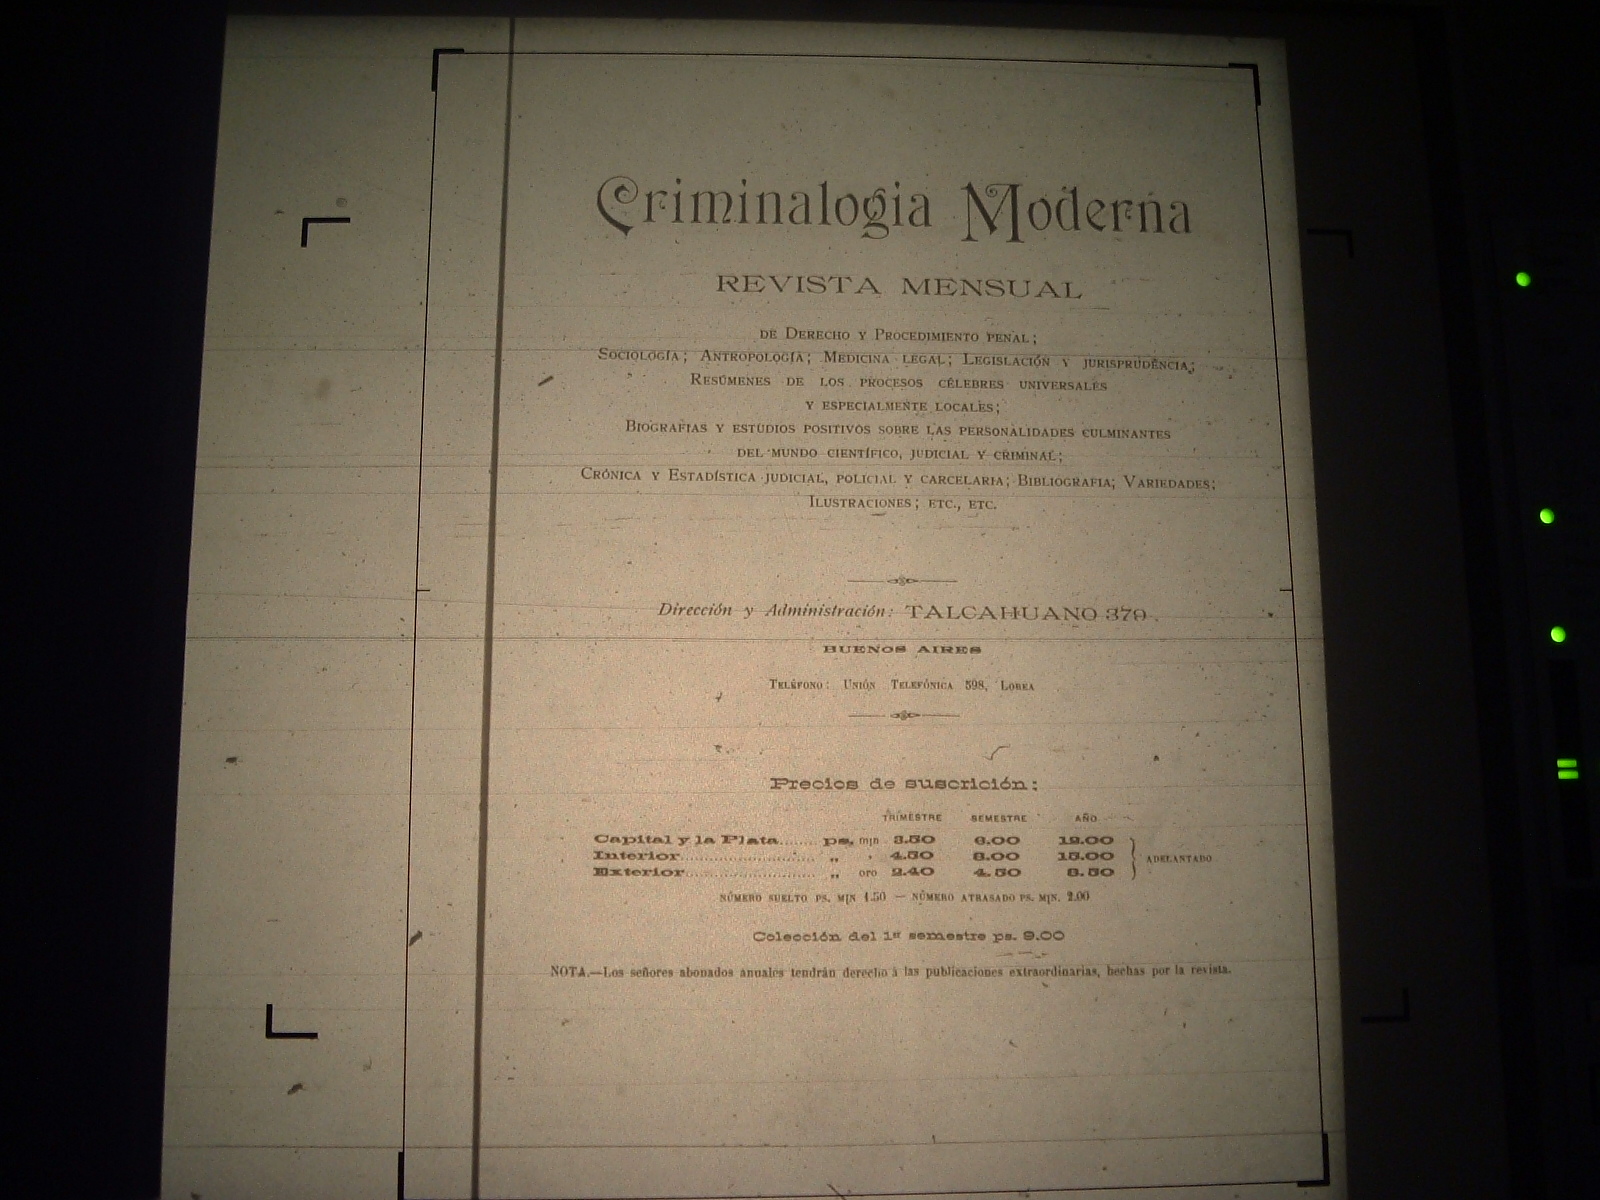 Criminalogia Moderna
REVISTA MENSUAL
DE DERECHO Y PROCEDIMIENTO PENAL;
SOCIOLOGÍA; ANTROPOLOGÍA; MEDICINA LEGAL; LEGISLACIÓN Y JURISPRUDENCIA;
RESÚMENES DE LOS PROCESOS CÉLEBRES UNIVERSALES
Y ESPECIALMENTE LOCALES;
BIOGRAFIAS Y ESTUDIOS POSITIVOS SOBRE LAS PERSONALIDADES CULMINANTES
DEL MUNDO CIENTÍFICO, JUDICIAL Y CRIMINAL;
CRÓNICA Y ESTADÍSTICA JUDICIAL, POLICIAL Y CARCELARIA; BIBLIOGRAFIA; VARIEDADES;
ILUSTRACIONES; ETC., ETC.
Dirección y Administración: TALCAHUANO 379.
BUENOS AIRES
TELÉFONO: UNIÓN TELEFÓNICA 598, LOREA
Precios de suscrición:
TRIMESTRE SEMESTRE AÑO
Capital y la Plata........ ps. m|n 3.50 6.00 12.00
Interior........................ „ 4.50 8.00 15.00
Exterior........................ „ oro 2.40 4.50 8.50
ADELANTADO
NÚMERO SUELTO PS. M|N 1.50 — NÚMERO ATRASADO PS. M|N. 2.00
Colección del 1er semestre ps. 9.00
NOTA.—Los señores abonados anuales tendrán derecho á las publicaciones extraordinarias, hechas por la revista.